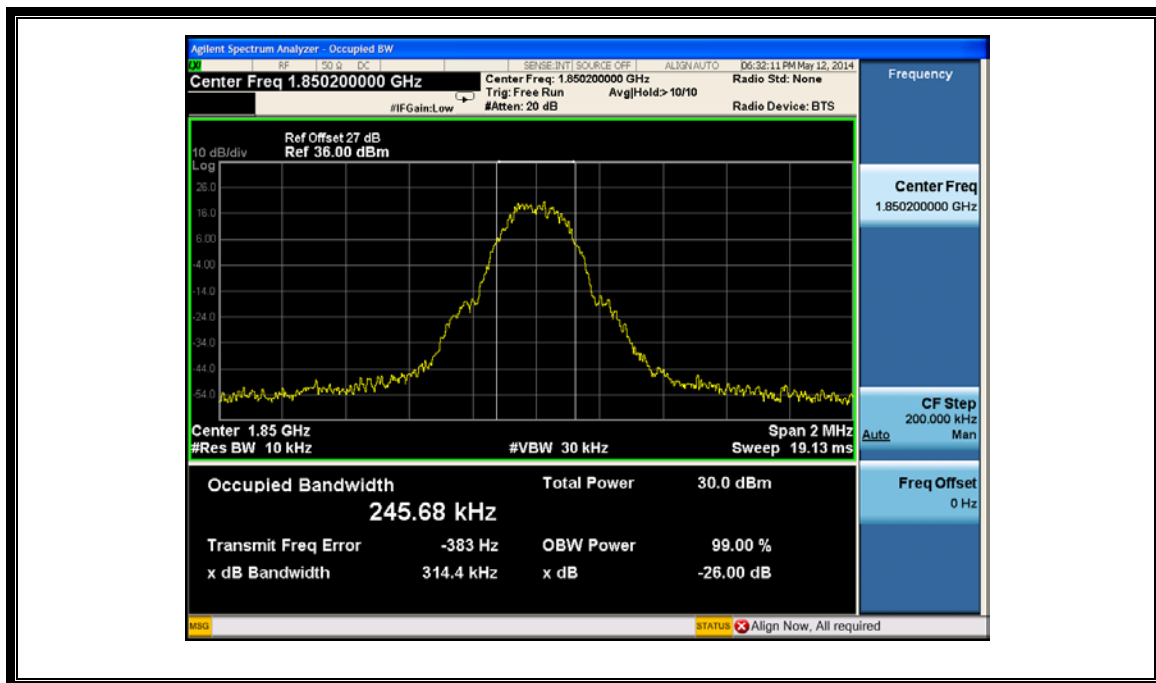 Agilent Spectrum Analyzer - Occupied BW
LXI RF 50 Ω DC SENSE:INT SOURCE OFF ALIGN AUTO 06:32:11 PM May 12, 2014
Center Freq 1.850200000 GHz
Center Freq: 1.850200000 GHz
Radio Std: None
Trig: Free Run Avg|Hold:> 10/10
#IFGain:Low #Atten: 20 dB
Radio Device: BTS
Ref Offset 27 dB
10 dB/div Ref 36.00 dBm
Log
26.0
16.0
6.00
-4.00
-14.0
-24.0
-34.0
-44.0
-54.0
Center 1.85 GHz Span 2 MHz
#Res BW 10 kHz #VBW 30 kHz Sweep 19.13 ms
Occupied Bandwidth Total Power 30.0 dBm
245.68 kHz
Transmit Freq Error -383 Hz OBW Power 99.00 %
x dB Bandwidth 314.4 kHz x dB -26.00 dB
Frequency
Center Freq
1.850200000 GHz
CF Step
200.000 kHz
Auto Man
Freq Offset
0 Hz
MSG STATUS Align Now, All required